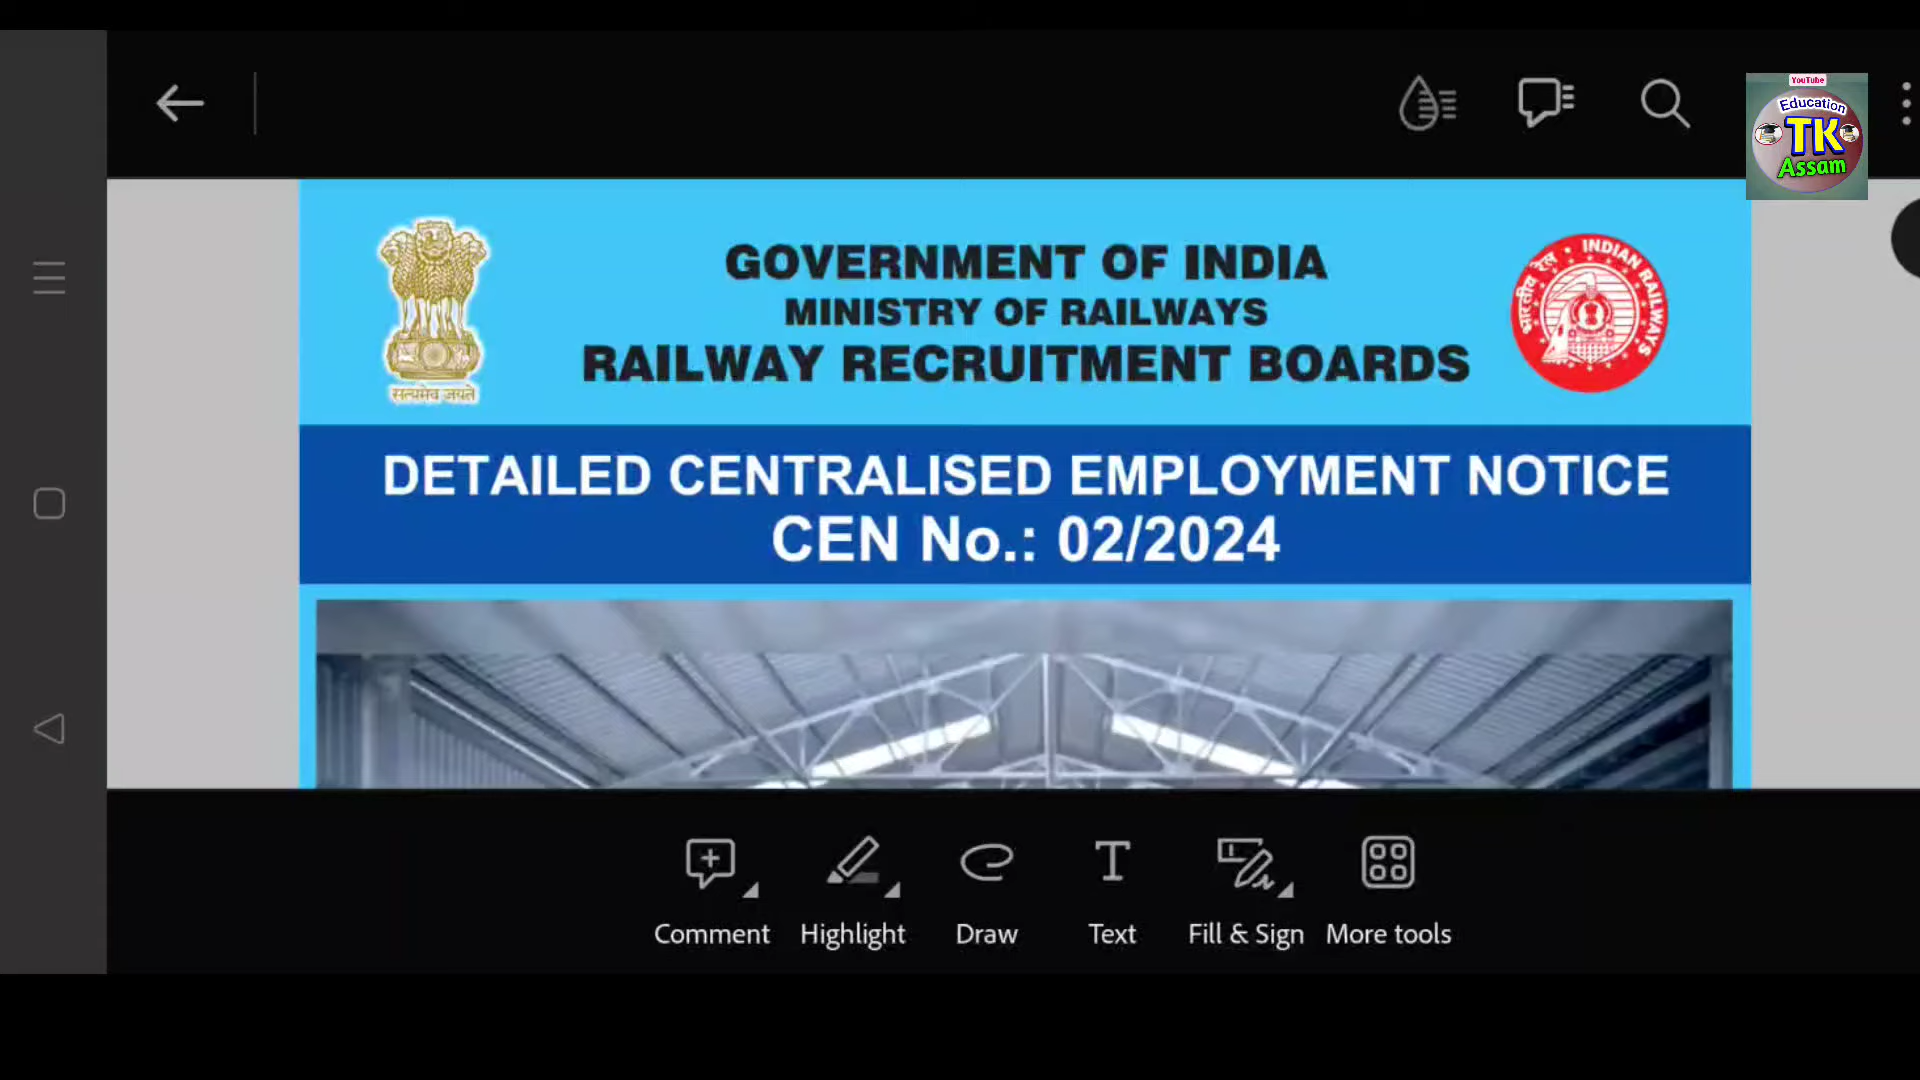 YouTube
Education
TK
Assam
GOVERNMENT OF INDIA
MINISTRY OF RAILWAYS
RAILWAY RECRUITMENT BOARDS
सत्यमेव जयते
भारतीय रेल
INDIAN RAILWAYS
DETAILED CENTRALISED EMPLOYMENT NOTICE
CEN No.: 02/2024
Comment
Highlight
Draw
Text
Fill & Sign
More tools